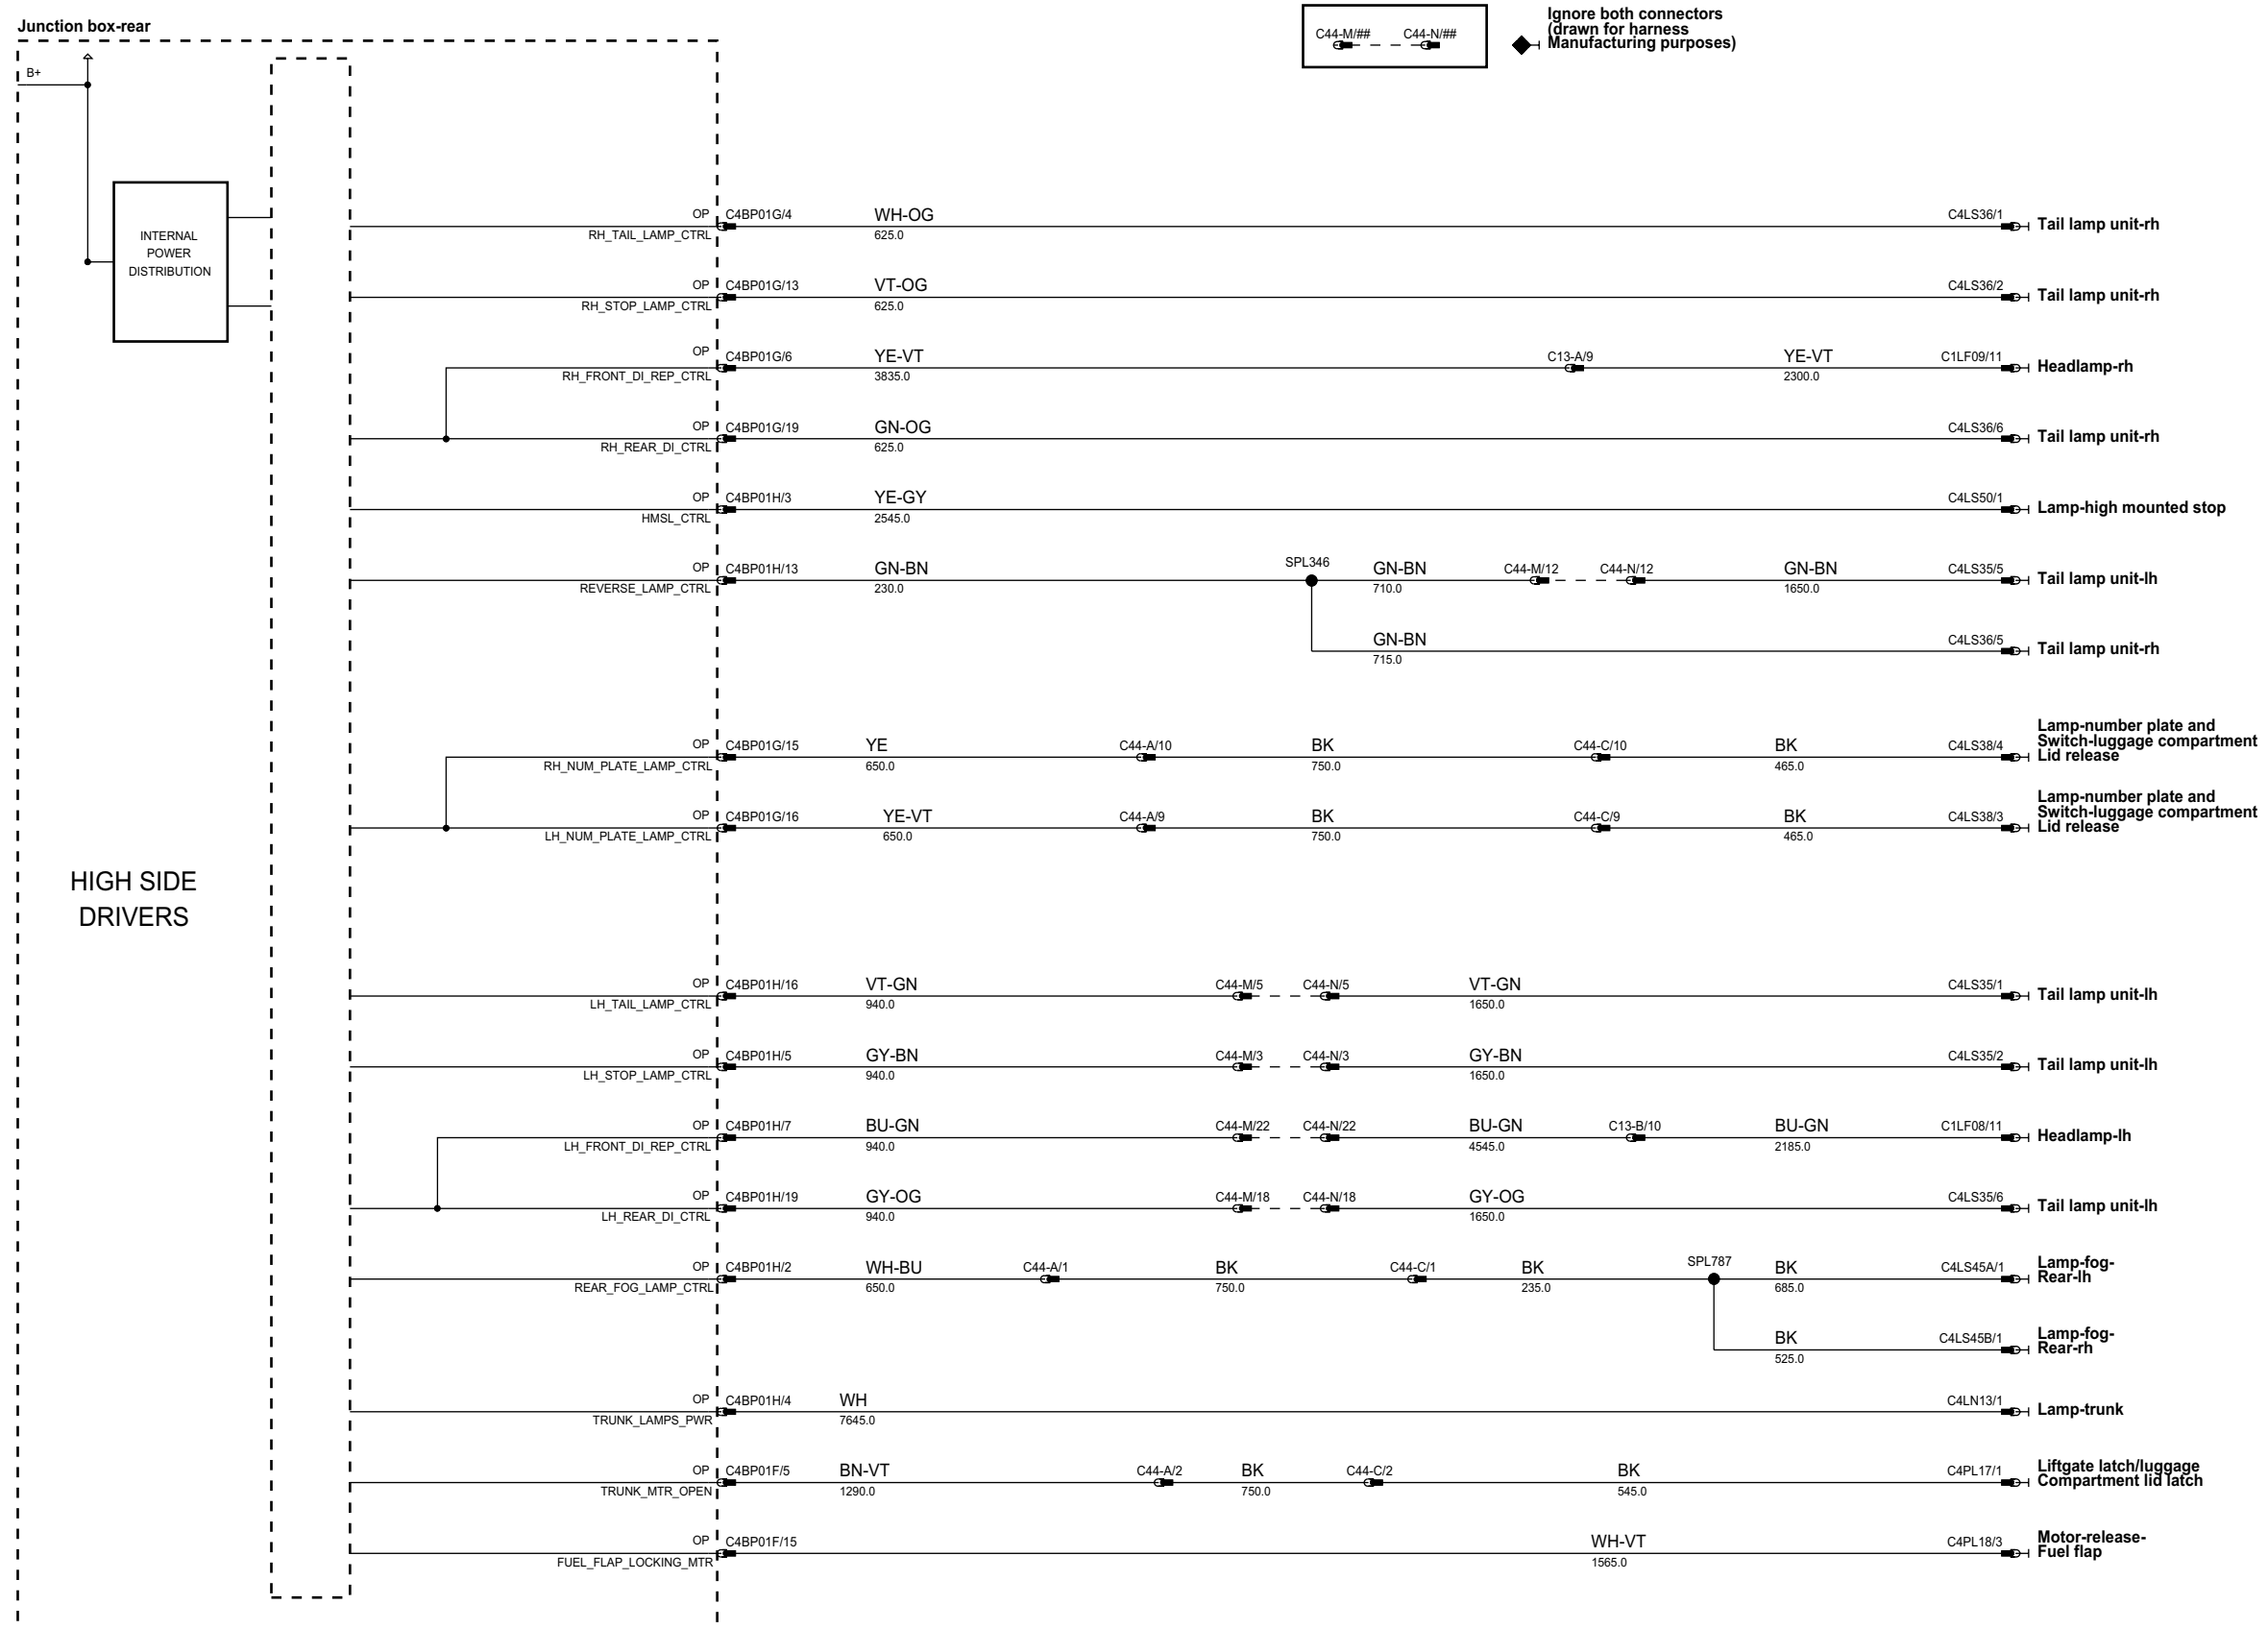 Junction box-rear
C44-M/## C44-N/##
Ignore both connectors
(drawn for harness
Manufacturing purposes)
B+
INTERNAL
POWER
DISTRIBUTION
OP C4BP01G/4 WH-OG C4LS36/1
RH_TAIL_LAMP_CTRL 625.0 Tail lamp unit-rh
OP C4BP01G/13 VT-OG C4LS36/2
RH_STOP_LAMP_CTRL 625.0 Tail lamp unit-rh
OP C4BP01G/6 YE-VT C13-A/9 YE-VT C1LF09/11
RH_FRONT_DI_REP_CTRL 3835.0 2300.0 Headlamp-rh
OP C4BP01G/19 GN-OG C4LS36/6
RH_REAR_DI_CTRL 625.0 Tail lamp unit-rh
OP C4BP01H/3 YE-GY C4LS50/1
HMSL_CTRL 2545.0 Lamp-high mounted stop
OP C4BP01H/13 GN-BN SPL346 GN-BN C44-M/12 C44-N/12 GN-BN C4LS35/5
REVERSE_LAMP_CTRL 230.0 710.0 1650.0 Tail lamp unit-lh
GN-BN C4LS36/5
715.0 Tail lamp unit-rh
OP C4BP01G/15 YE C44-A/10 BK C44-C/10 BK C4LS38/4
RH_NUM_PLATE_LAMP_CTRL 650.0 750.0 465.0
Lamp-number plate and
Switch-luggage compartment
Lid release
OP C4BP01G/16 YE-VT C44-A/9 BK C44-C/9 BK C4LS38/3
LH_NUM_PLATE_LAMP_CTRL 650.0 750.0 465.0
Lamp-number plate and
Switch-luggage compartment
Lid release
HIGH SIDE
DRIVERS
OP C4BP01H/16 VT-GN C44-M/5 C44-N/5 VT-GN C4LS35/1
LH_TAIL_LAMP_CTRL 940.0 1650.0 Tail lamp unit-lh
OP C4BP01H/5 GY-BN C44-M/3 C44-N/3 GY-BN C4LS35/2
LH_STOP_LAMP_CTRL 940.0 1650.0 Tail lamp unit-lh
OP C4BP01H/7 BU-GN C44-M/22 C44-N/22 BU-GN C13-B/10 BU-GN C1LF08/11
LH_FRONT_DI_REP_CTRL 940.0 4545.0 2185.0 Headlamp-lh
OP C4BP01H/19 GY-OG C44-M/18 C44-N/18 GY-OG C4LS35/6
LH_REAR_DI_CTRL 940.0 1650.0 Tail lamp unit-lh
OP C4BP01H/2 WH-BU C44-A/1 BK C44-C/1 BK SPL787 BK C4LS45A/1
REAR_FOG_LAMP_CTRL 650.0 750.0 235.0 685.0
Lamp-fog-
Rear-lh
BK C4LS45B/1
525.0
Lamp-fog-
Rear-rh
OP C4BP01H/4 WH C4LN13/1
TRUNK_LAMPS_PWR 7645.0 Lamp-trunk
OP C4BP01F/5 BN-VT C44-A/2 BK C44-C/2 BK C4PL17/1
TRUNK_MTR_OPEN 1290.0 750.0 545.0
Liftgate latch/luggage
Compartment lid latch
OP C4BP01F/15 WH-VT C4PL18/3
FUEL_FLAP_LOCKING_MTR 1565.0
Motor-release-
Fuel flap